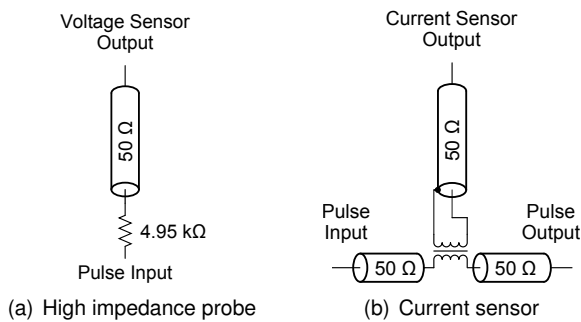 Voltage Sensor
Output
50 Ω
4.95 kΩ
Pulse Input
(a) High impedance probe
Current Sensor
Output
50 Ω
Pulse
Input
Pulse
Output
50 Ω
50 Ω
(b) Current sensor